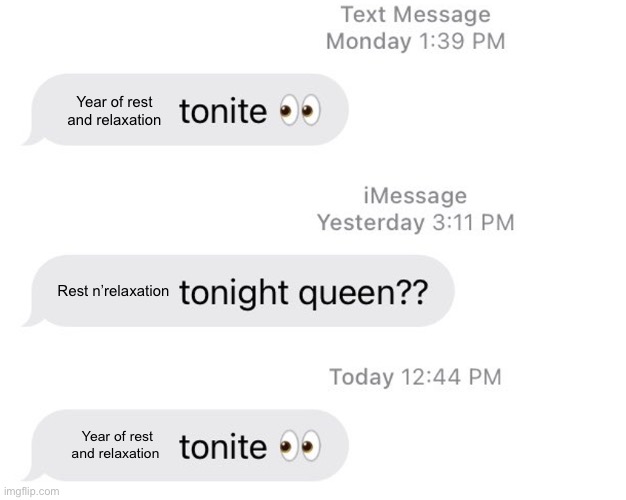 Text Message
Monday 1:39 PM
Year of rest
and relaxation tonite 👀
iMessage
Yesterday 3:11 PM
Rest n’relaxation tonight queen??
Today 12:44 PM
Year of rest
and relaxation tonite 👀
imgflip.com